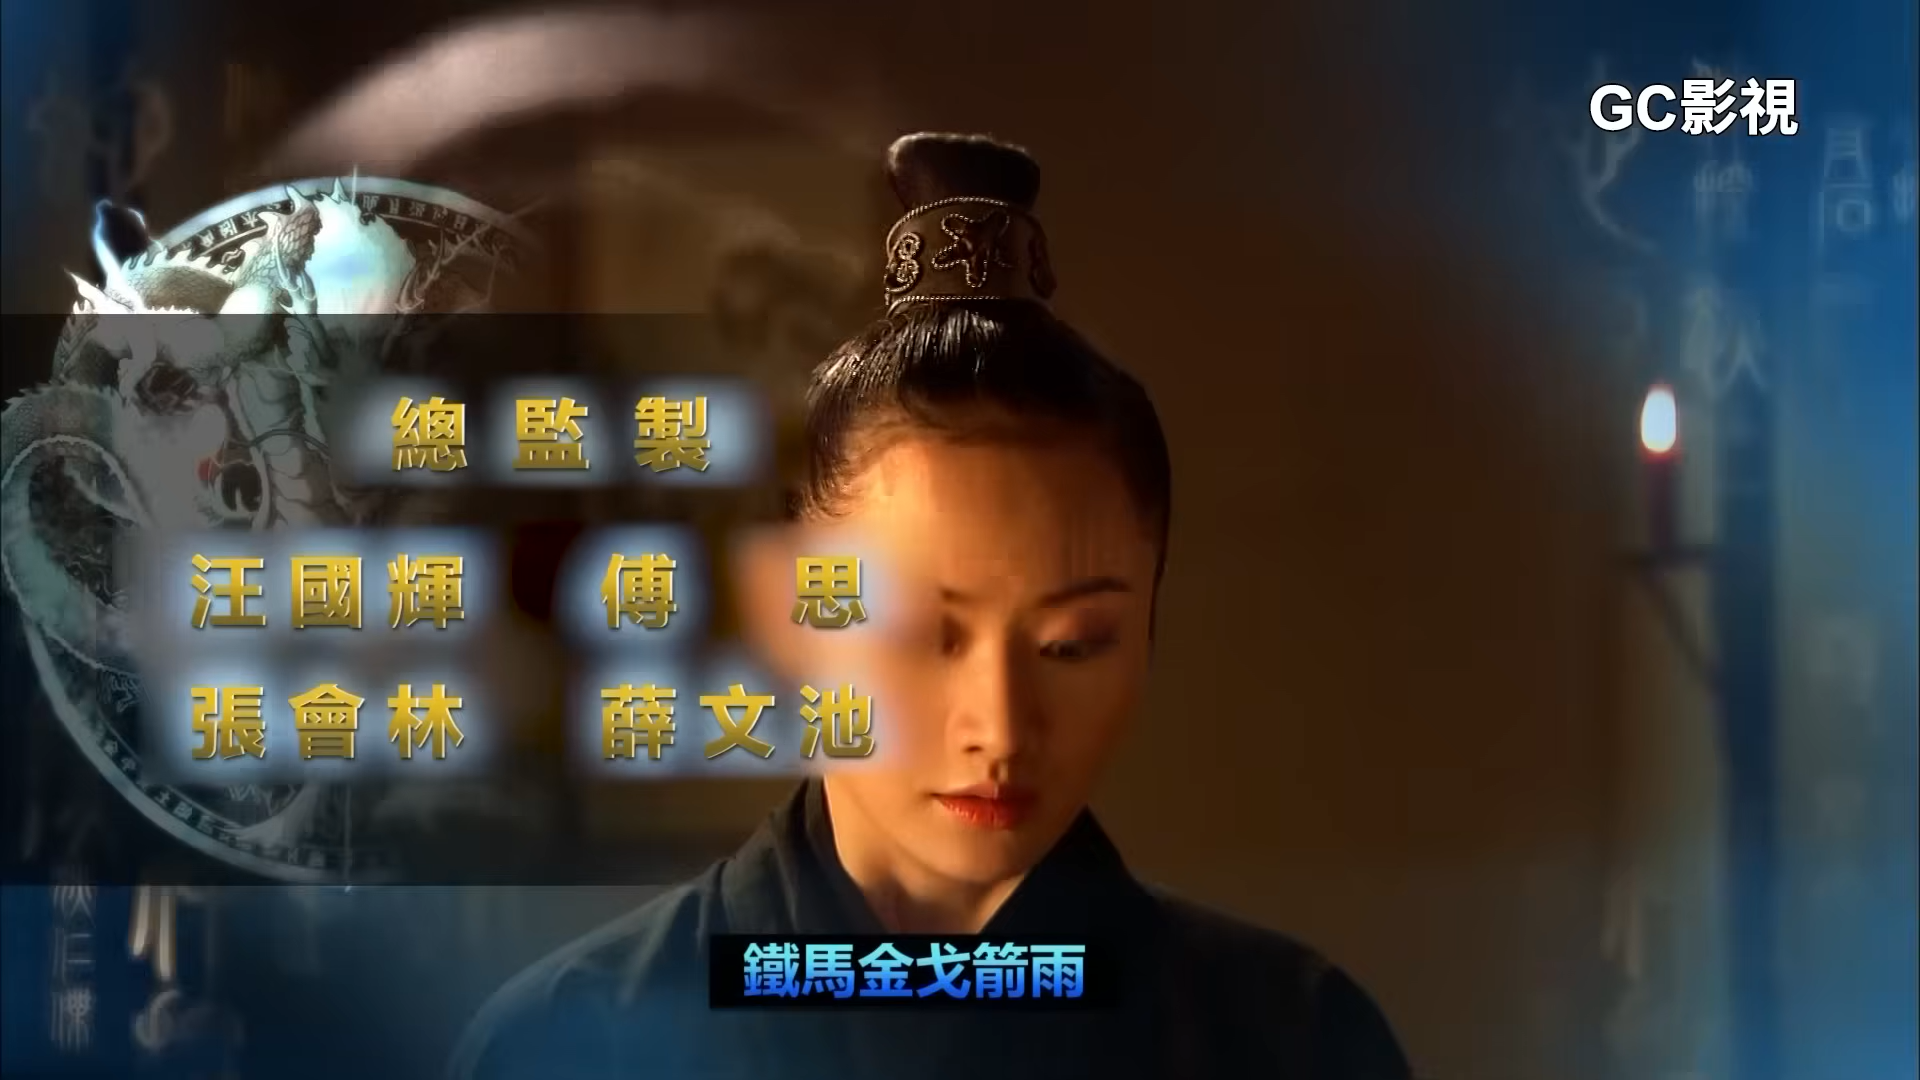 GC影視
總監製
汪國輝 傅思
張會林 薛文池
鐵馬金戈箭雨